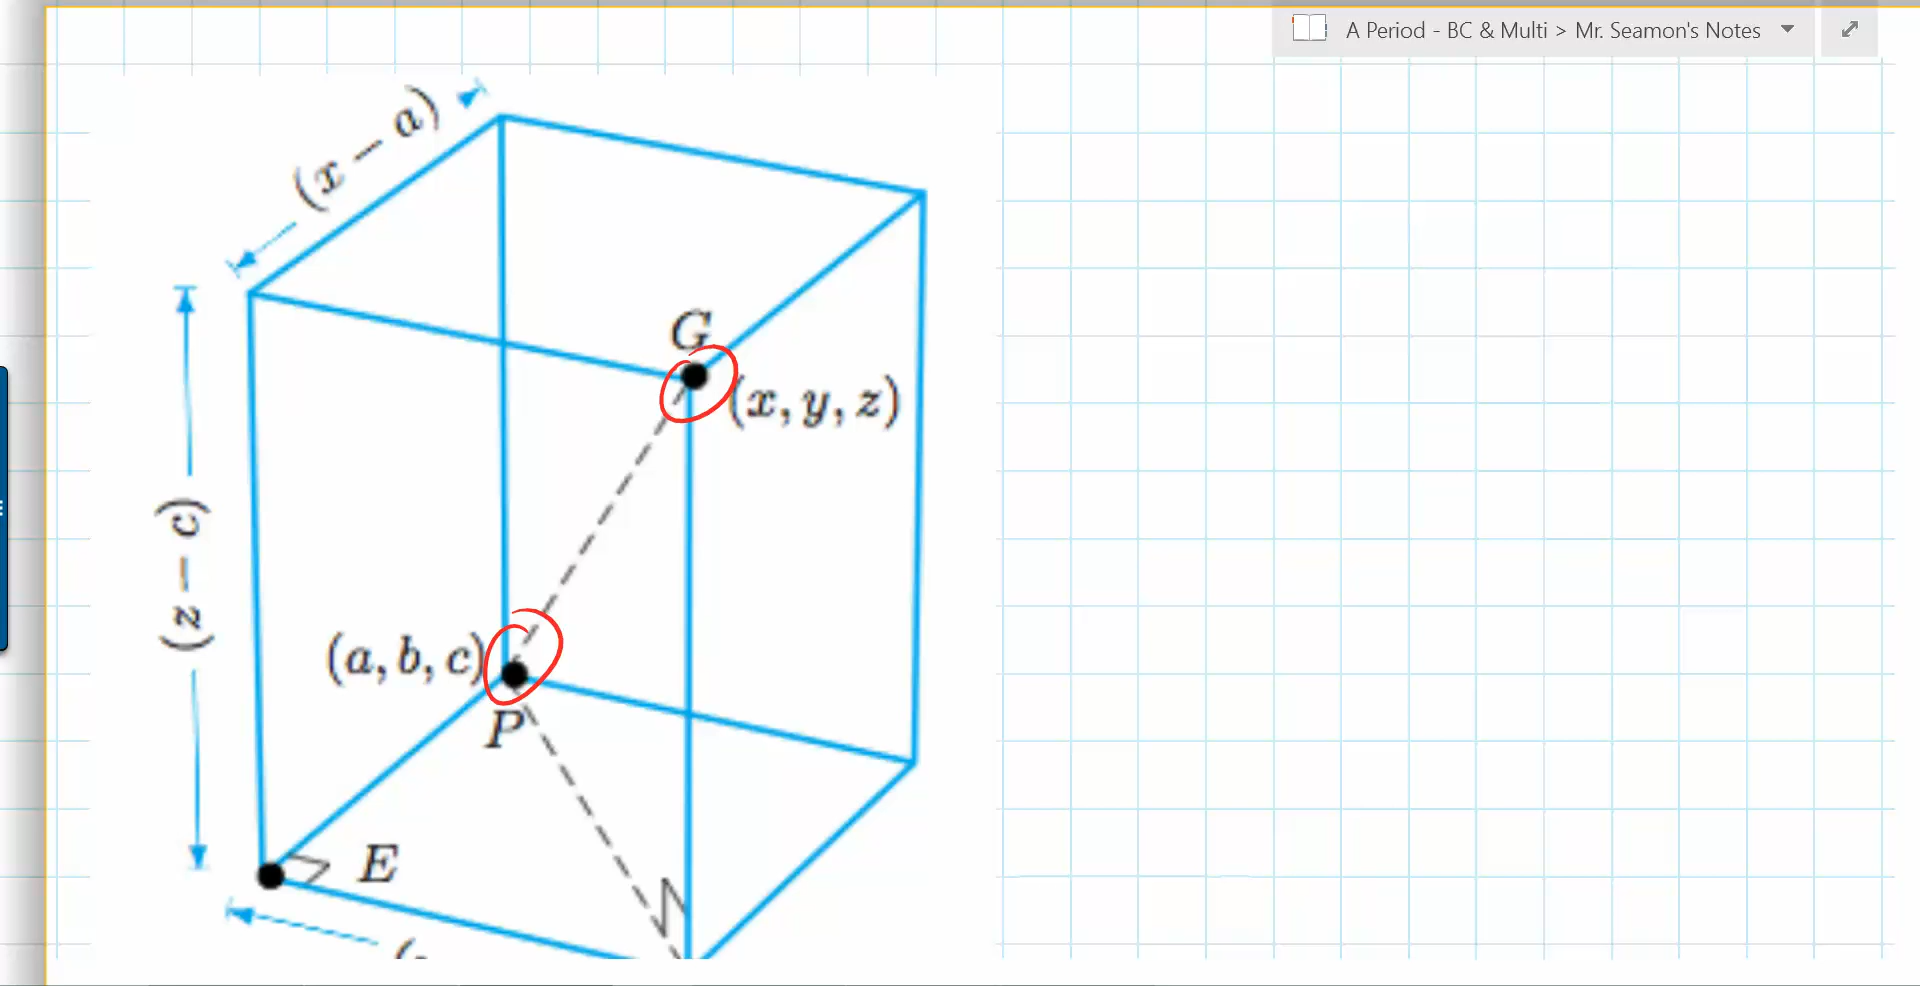 A Period - BC & Multi > Mr. Seamon's Notes
(x − a)
G
(x, y, z)
(z − c)
(a, b, c)
P
E
(